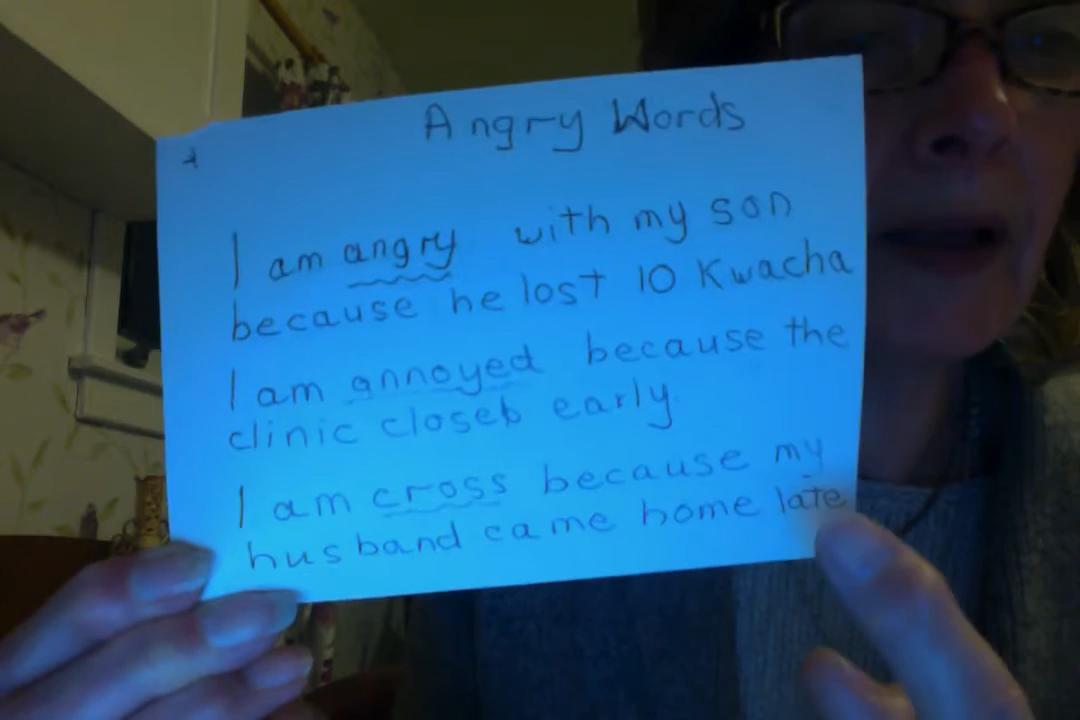 Angry Words
I am angry with my son
because he lost 10 Kwacha
I am annoyed because the
clinic closeb early.
I am cross because my
husband came home late